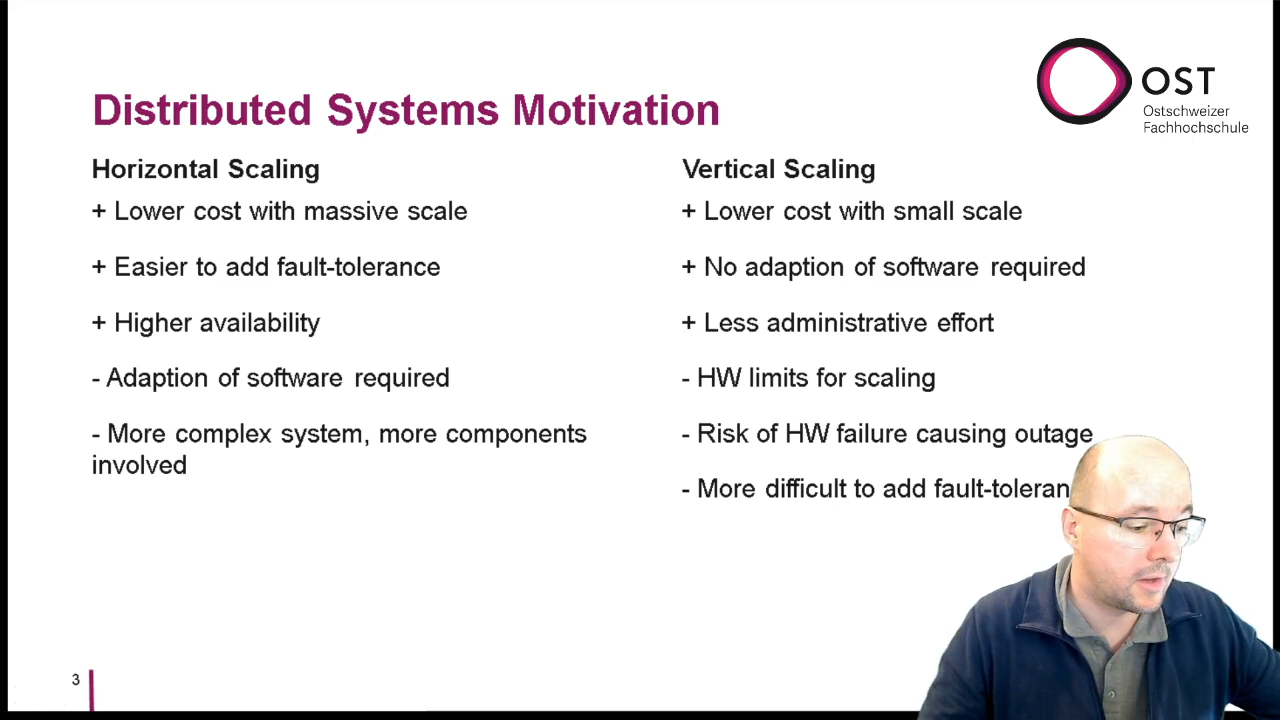 OST
Ostschweizer
Fachhochschule
Distributed Systems Motivation
Horizontal Scaling
+ Lower cost with massive scale
+ Easier to add fault-tolerance
+ Higher availability
- Adaption of software required
- More complex system, more components
involved
Vertical Scaling
+ Lower cost with small scale
+ No adaption of software required
+ Less administrative effort
- HW limits for scaling
- Risk of HW failure causing outage
- More difficult to add
3